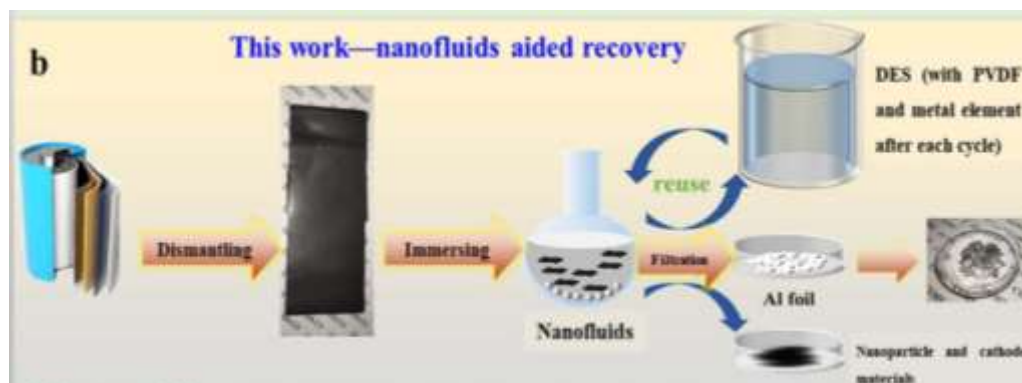 This work—nanofluids aided recovery
b
DES (with PVDF
and metal element
after each cycle)
reuse
Dismantling
Immersing
Filtration
Al foil
Nanofluids
Nanoparticle and cathode
materials